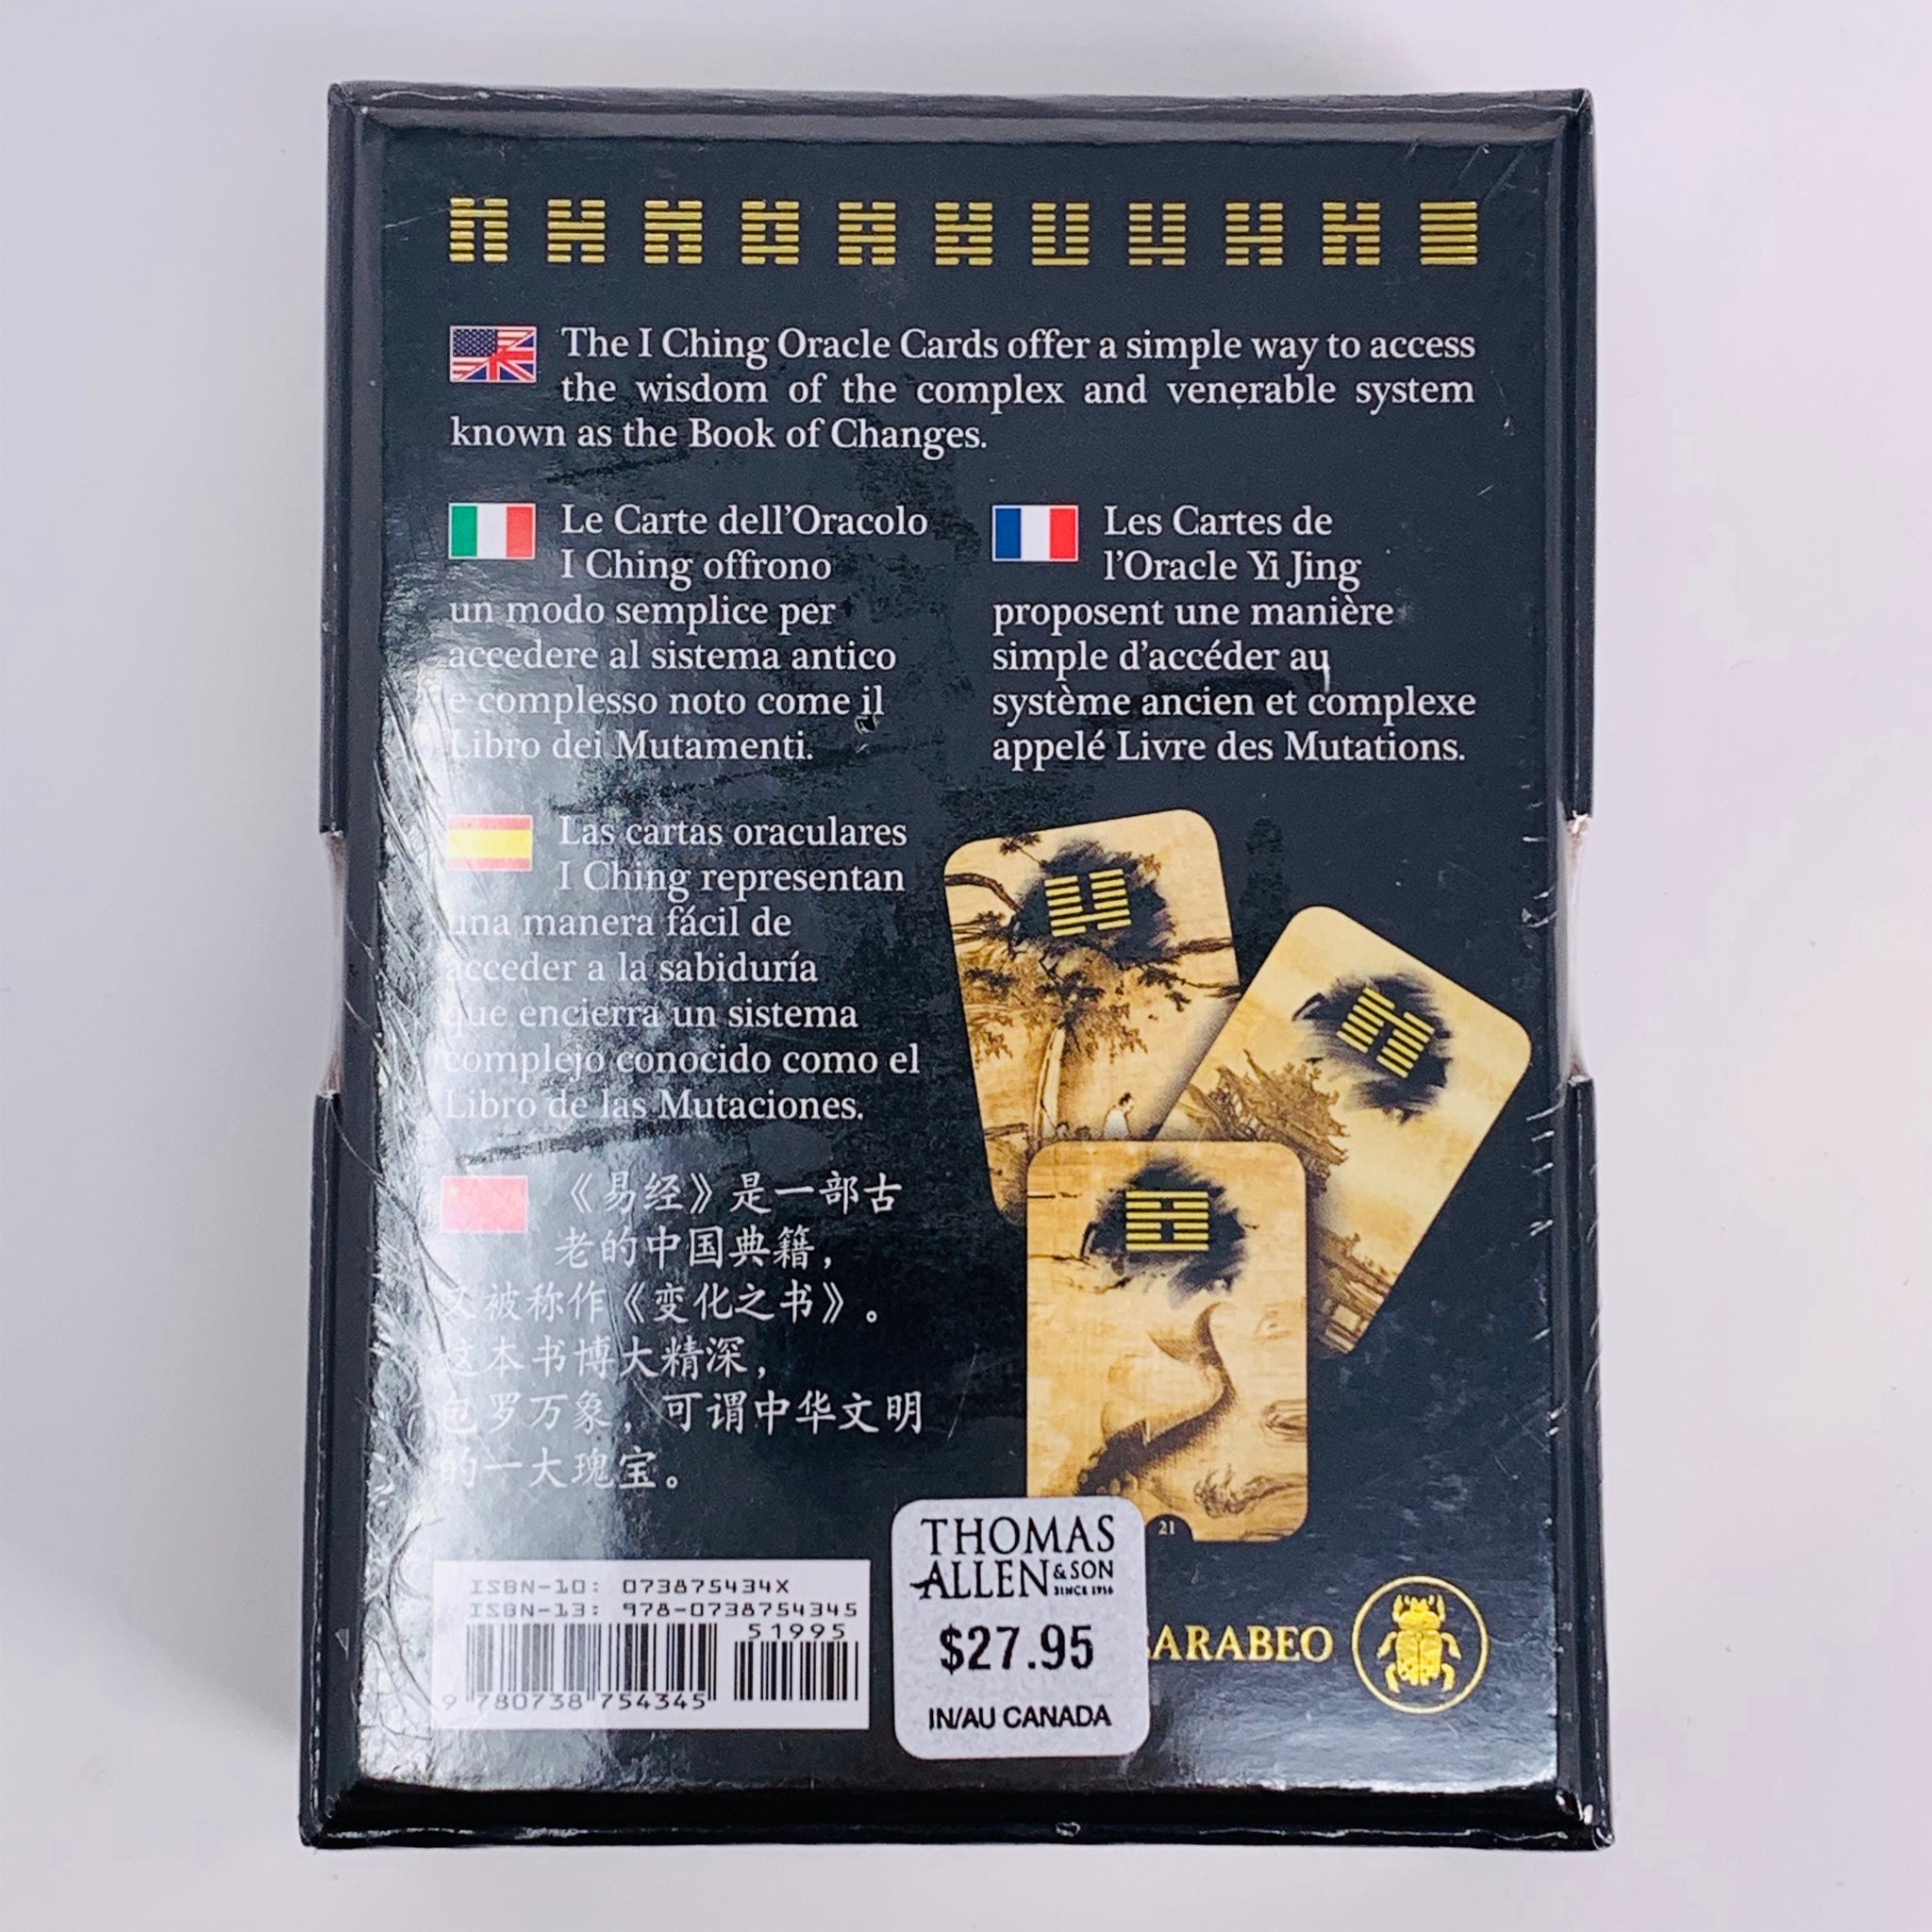 The I Ching Oracle Cards offer a simple way to access
the wisdom of the complex and venerable system
known as the Book of Changes.
Le Carte dell'Oracolo
I Ching offrono
un modo semplice per
accedere al sistema antico
e complesso noto come il
Libro dei Mutamenti.
Les Cartes de
l'Oracle Yi Jing
proposent une manière
simple d'accéder au
système ancien et complexe
appelé Livre des Mutations.
Las cartas oraculares
I Ching representan
una manera fácil de
acceder a la sabiduría
que encierra un sistema
complejo conocido como el
Libro de las Mutaciones.
《易经》是一部古
老的中国典籍，
又被称作《变化之书》。
这本书博大精深，
包罗万象，可谓中华文明
的一大瑰宝。
21
ISBN-10: 073875434X
ISBN-13: 978-0738754345
51995
9 780738 754345
THOMAS
ALLEN & SON
SINCE 1916
$27.95
IN/AU CANADA
ARABEO